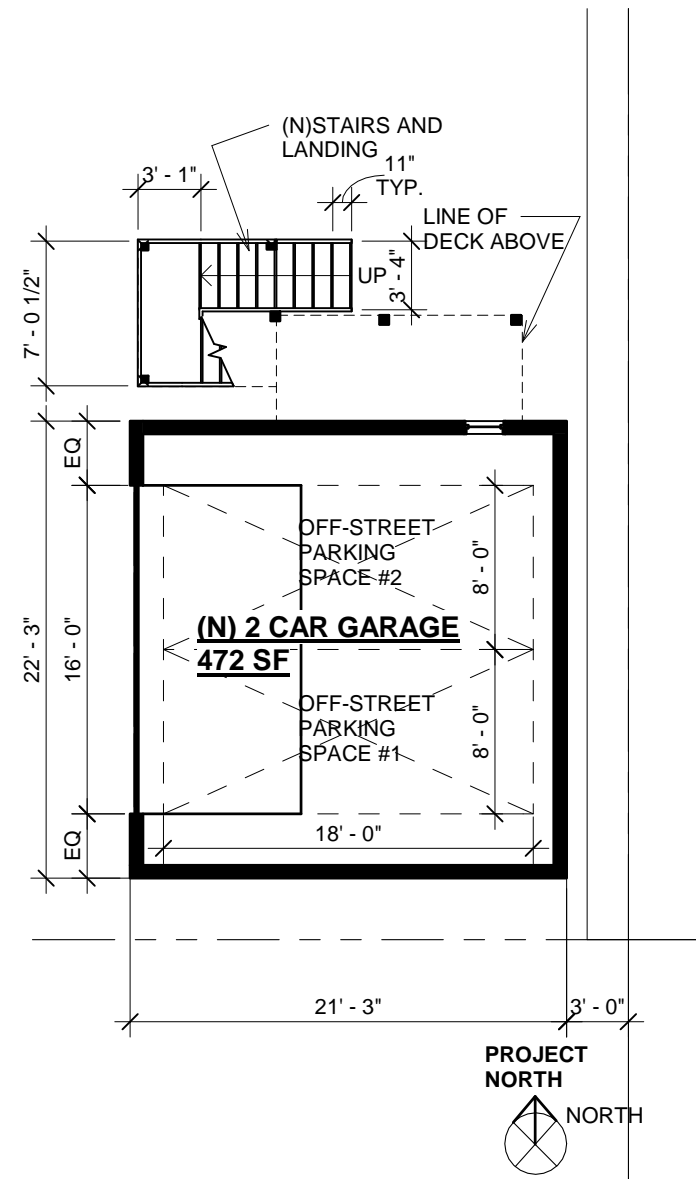 (N)STAIRS AND
LANDING
3' - 1"
11"
TYP.
LINE OF
DECK ABOVE
UP
3' - 4"
7' - 0 1/2"
EQ
OFF-STREET
PARKING
SPACE #2
8' - 0"
(N) 2 CAR GARAGE
472 SF
22' - 3"
16' - 0"
OFF-STREET
PARKING
SPACE #1
8' - 0"
18' - 0"
EQ
21' - 3"
3' - 0"
PROJECT
NORTH
NORTH